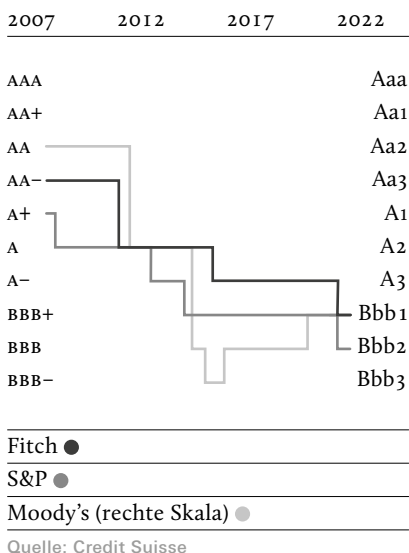 2007 2012 2017 2022
AAA Aaa
AA+ Aa1
AA Aa2
AA– Aa3
A+ A1
A A2
A– A3
BBB+ Bbb1
BBB Bbb2
BBB– Bbb3
Fitch
S&P
Moody's (rechte Skala)
Quelle: Credit Suisse